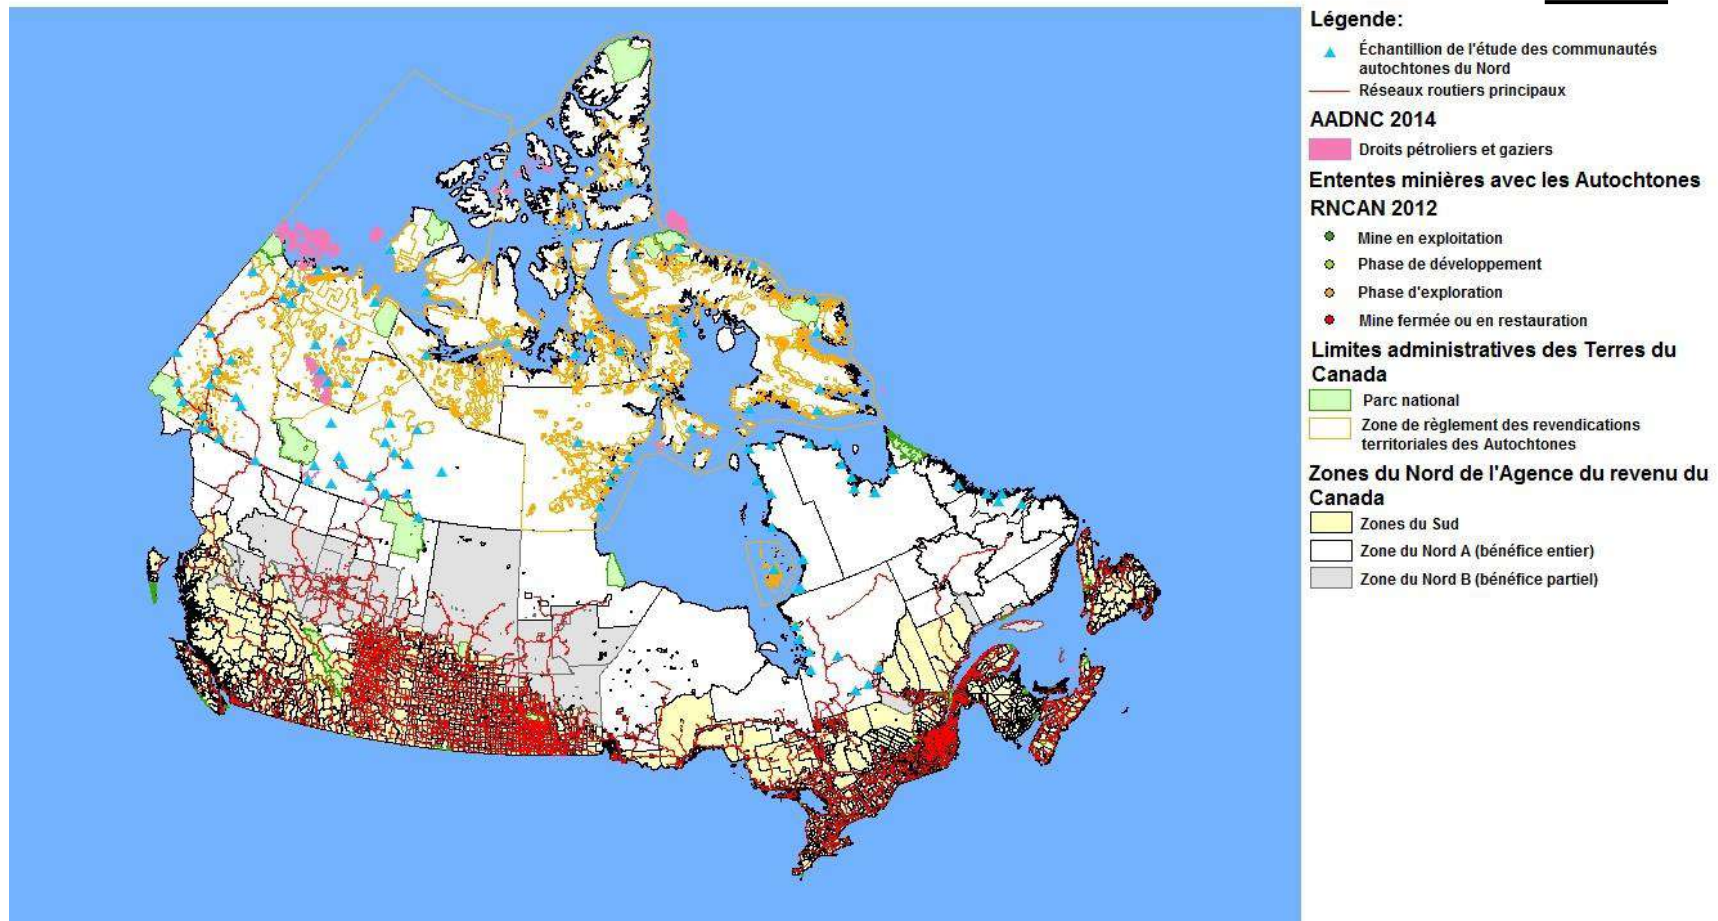 Légende:
Échantillion de l'étude des communautés
autochtones du Nord
Réseaux routiers principaux
AADNC 2014
Droits pétroliers et gaziers
Ententes minières avec les Autochtones
RNCAN 2012
Mine en exploitation
Phase de développement
Phase d'exploration
Mine fermée ou en restauration
Limites administratives des Terres du
Canada
Parc national
Zone de règlement des revendications
territoriales des Autochtones
Zones du Nord de l'Agence du revenu du
Canada
Zones du Sud
Zone du Nord A (bénéfice entier)
Zone du Nord B (bénéfice partiel)